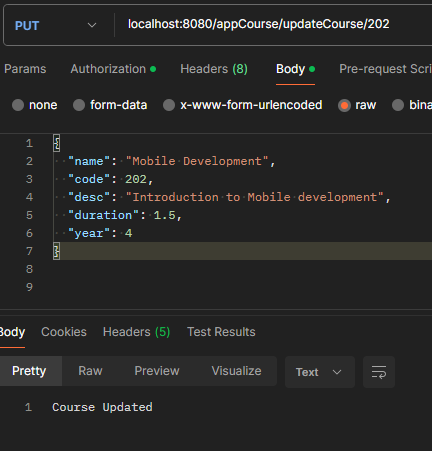 PUT localhost:8080/appCourse/updateCourse/202
Params Authorization Headers (8) Body Pre-request Scri
none form-data x-www-form-urlencoded raw bina
1 {
2 "name": "Mobile Development",
3 "code": 202,
4 "desc": "Introduction to Mobile development",
5 "duration": 1.5,
6 "year": 4
7 }
8
9
Body Cookies Headers (5) Test Results
Pretty Raw Preview Visualize Text
1 Course Updated